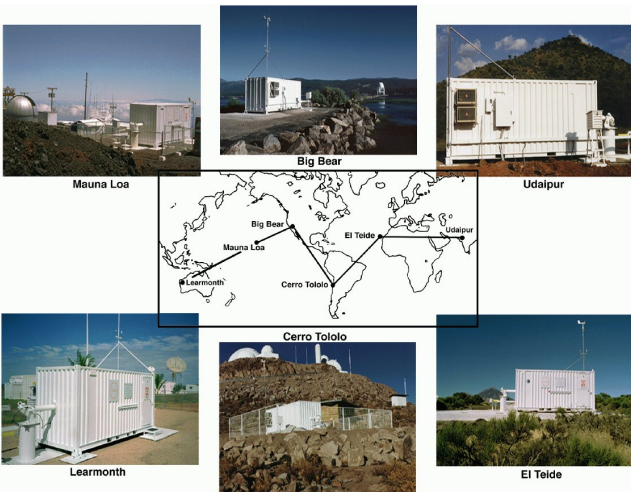 Big Bear
Mauna Loa
Udaipur
Big Bear
El Teide
Udaipur
Mauna Loa
Learmonth
Cerro Tololo
Cerro Tololo
Learmonth
El Teide